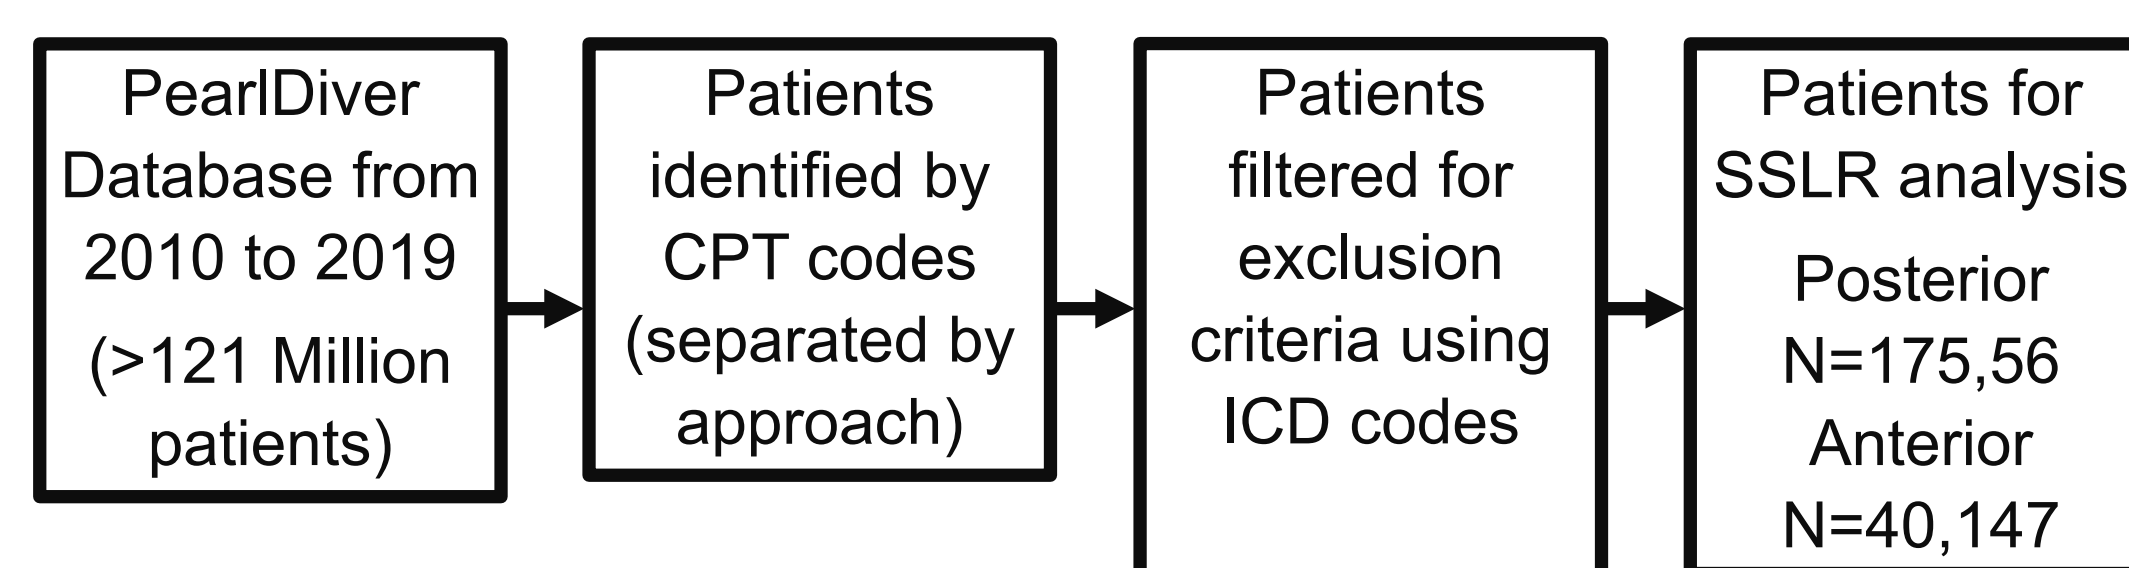 PearlDiver
Database from
2010 to 2019
(>121 Million
patients)
Patients
identified by
CPT codes
(separated by
approach)
Patients
filtered for
exclusion
criteria using
ICD codes
Patients for
SSLR analysis
Posterior
N=175,56
Anterior
N=40,147